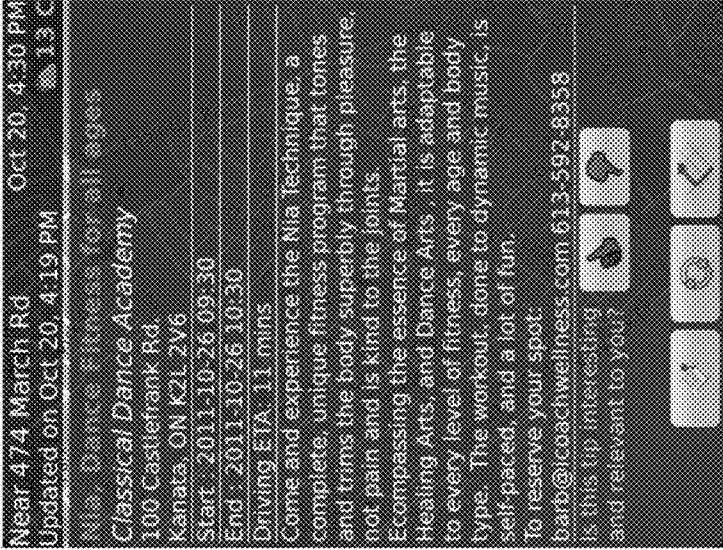 Near 474 March Rd Oct 20, 4:30 PM
Updated on Oct 20, 4:19 PM 13 C
Nia: Dance Fitness for all ages
Classical Dance Academy
100 Castlefrank Rd.
Kanata, ON K2L 2V6
Start : 2011-10-26 09:30
End : 2011-10-26 10:30
Driving ETA: 11 mins
Come and experience the Nia Technique, a
complete, unique fitness program that tones
and trims the body superbly through pleasure,
not pain and is kind to the joints.
Ecompassing the essence of Martial arts, the
Healing Arts, and Dance Arts , it is adaptable
to every level of fitness, every age and body
type. The workout, done to dynamic music, is
self paced, and a lot of fun.
To reserve your spot:
barb@icoachwellness.com 613-592-8358
Is this tip interesting
and relevant to you?